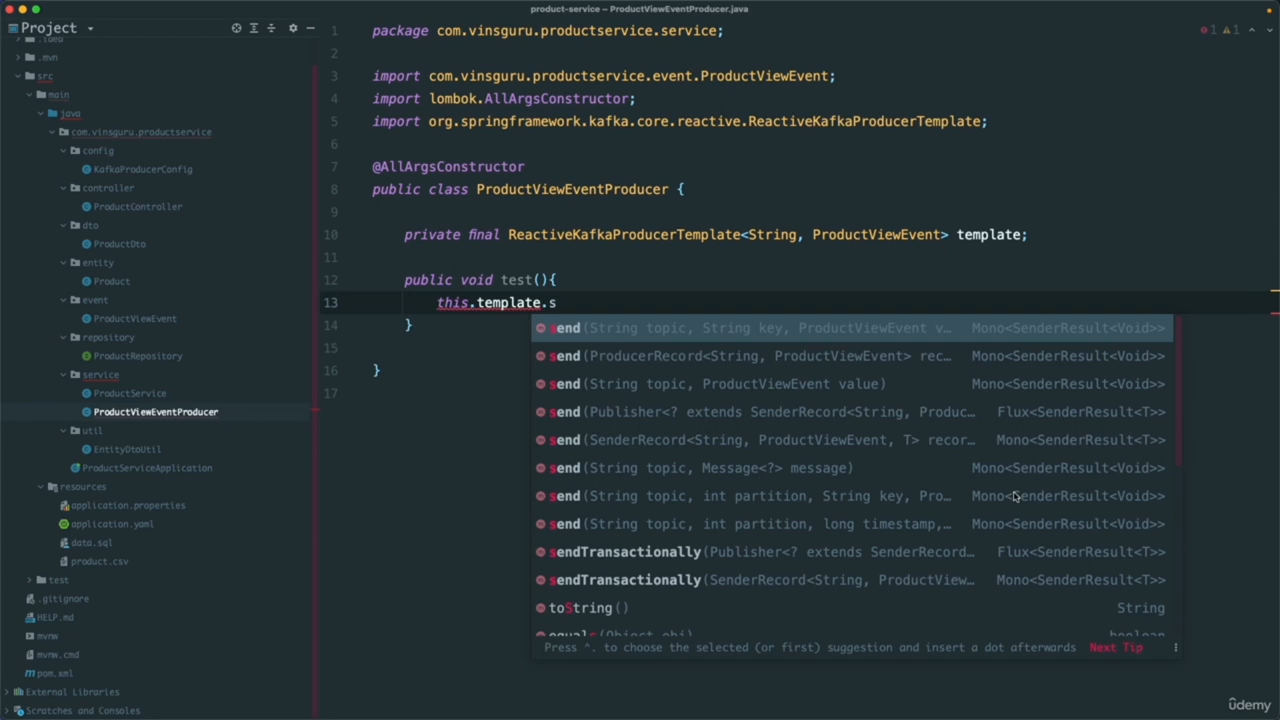 product-service – ProductViewEventProducer.java
Project
.idea
.mvn
src
main
java
com.vinsguru.productservice
config
KafkaProducerConfig
controller
ProductController
dto
ProductDto
entity
Product
event
ProductViewEvent
repository
ProductRepository
service
ProductService
ProductViewEventProducer
util
EntityDtoUtil
ProductServiceApplication
resources
application.properties
application.yaml
data.sql
product.csv
test
.gitignore
HELP.md
mvnw
mvnw.cmd
pom.xml
External Libraries
Scratches and Consoles
1 1
1 package com.vinsguru.productservice.service;
2
3 import com.vinsguru.productservice.event.ProductViewEvent;
4 import lombok.AllArgsConstructor;
5 import org.springframework.kafka.core.reactive.ReactiveKafkaProducerTemplate;
6
7 @AllArgsConstructor
8 public class ProductViewEventProducer {
9
10 private final ReactiveKafkaProducerTemplate<String, ProductViewEvent> template;
11
12 public void test(){
13 this.template.s
14 }
15
16 }
17
send(String topic, String key, ProductViewEvent v… Mono<SenderResult<Void>>
send(ProducerRecord<String, ProductViewEvent> rec… Mono<SenderResult<Void>>
send(String topic, ProductViewEvent value) Mono<SenderResult<Void>>
send(Publisher<? extends SenderRecord<String, Produc… Flux<SenderResult<T>>
send(SenderRecord<String, ProductViewEvent, T> recor… Mono<SenderResult<T>>
send(String topic, Message<?> message) Mono<SenderResult<Void>>
send(String topic, int partition, String key, Pro… Mono<SenderResult<Void>>
send(String topic, int partition, long timestamp,… Mono<SenderResult<Void>>
sendTransactionally(Publisher<? extends SenderRecord… Flux<SenderResult<T>>
sendTransactionally(SenderRecord<String, ProductView… Mono<SenderResult<T>>
toString() String
equals(Object obj) boolean
Press ^. to choose the selected (or first) suggestion and insert a dot afterwards Next Tip
ûdemy